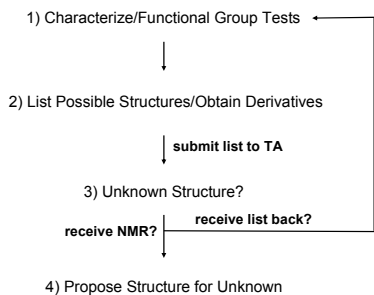 1) Characterize/Functional Group Tests
2) List Possible Structures/Obtain Derivatives
submit list to TA
3) Unknown Structure?
receive list back?
receive NMR?
4) Propose Structure for Unknown